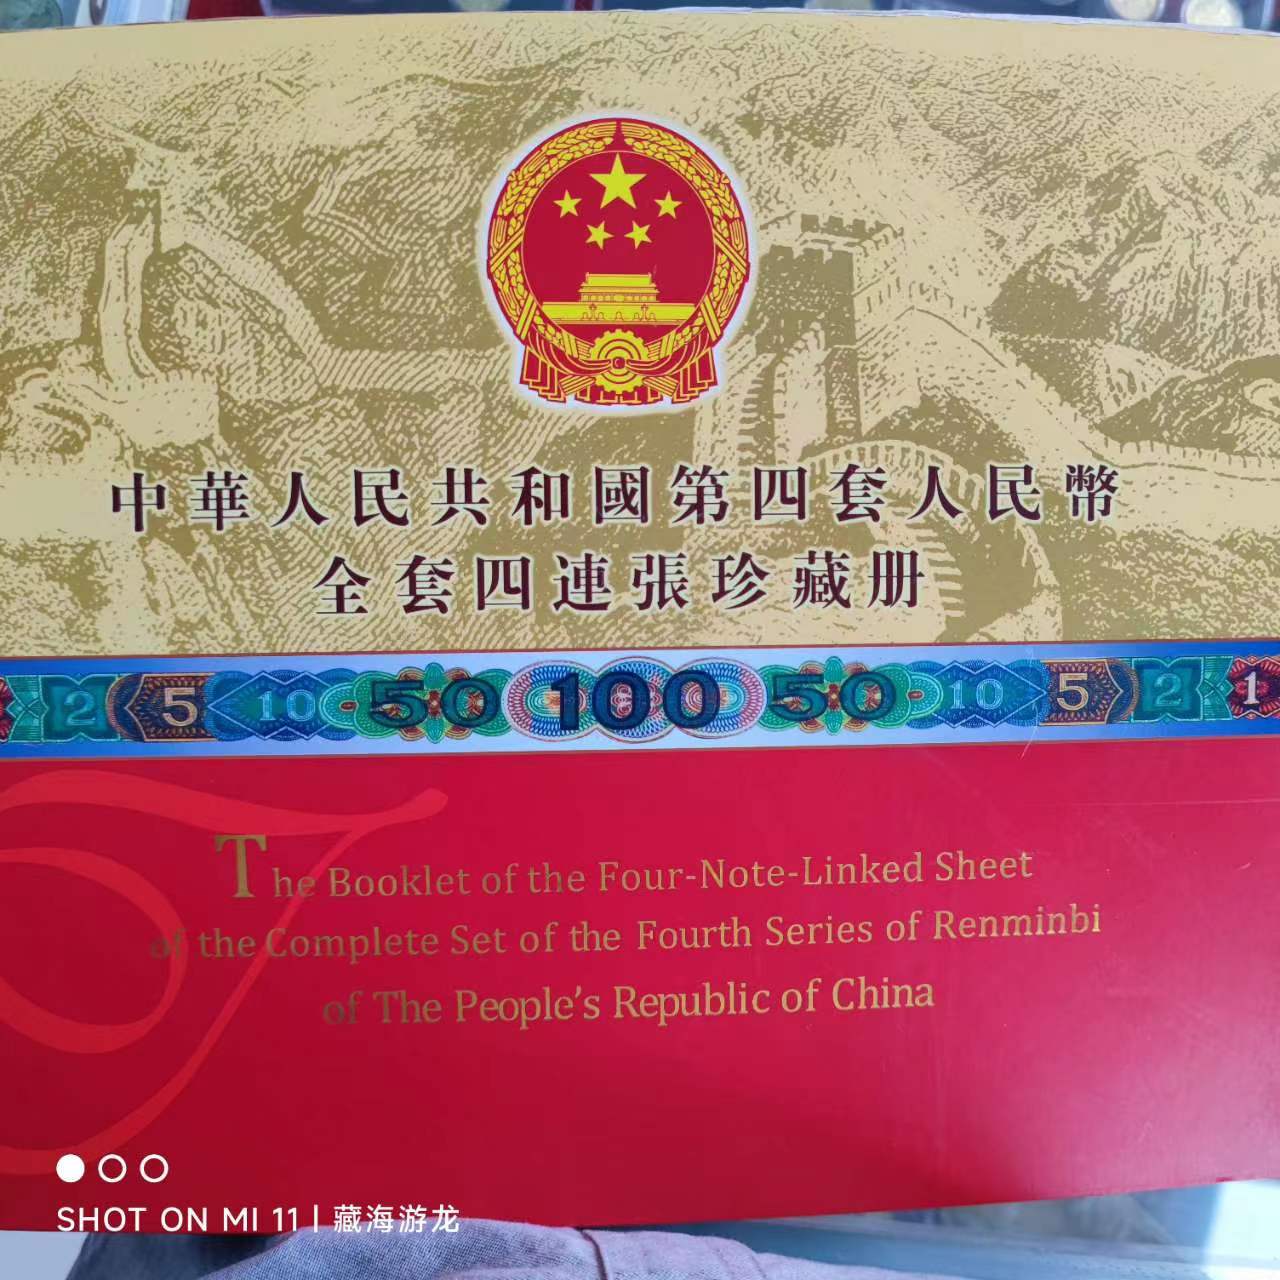 中華人民共和國第四套人民幣
全套四連張珍藏册
2 5 10 50 100 50 10 5 2 1
The Booklet of the Four-Note-Linked Sheet
of the Complete Set of the Fourth Series of Renminbi
of The People's Republic of China
SHOT ON MI 11 | 藏海游龙